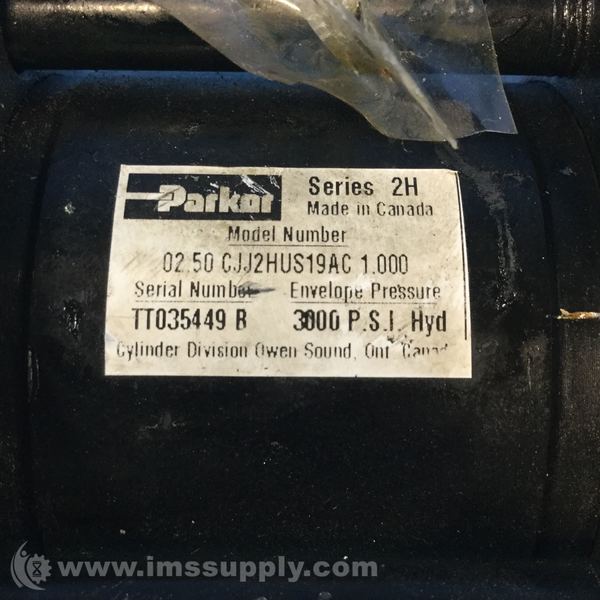 Parker
Series 2H
Made in Canada
Model Number
02.50 CJJ2HUS19AC 1.000
Serial Number Envelope Pressure
TT035449 B 3000 P.S.I. Hyd
Cylinder Division Owen Sound, Ont. Canada
www.imssupply.com